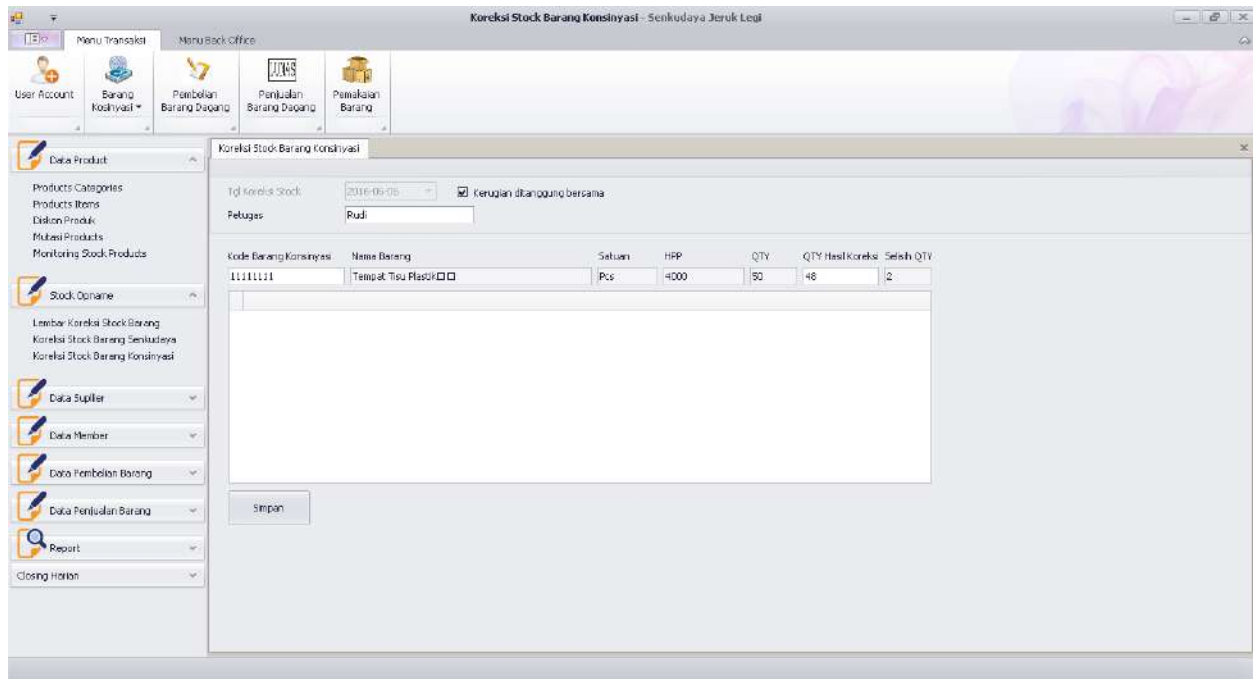 Koreksi Stock Barang Konsinyasi - Senkudaya Jeruk Legi
Menu Transaksi Menu Back Office
User Account
Barang Kosinyasi
Pembelian Barang Dagang
LUNAS
Penjualan Barang Dagang
Pemakaian Barang
Data Product
Products Categories
Products Items
Diskon Produk
Mutasi Products
Monitoring Stock Products
Stock Opname
Lembar Koreksi Stock Barang
Koreksi Stock Barang Senkudaya
Koreksi Stock Barang Konsinyasi
Data Suplier
Data Member
Data Pembelian Barang
Data Penjualan Barang
Report
Closing Harian
Koreksi Stock Barang Konsinyasi
Tgl Koreksi Stock 2016-06-06 Kerugian ditanggung bersama
Petugas Rudi
Kode Barang Konsinyasi Nama Barang Satuan HPP QTY QTY Hasil Koreksi Selisih QTY
11111111 Tempat Tisu Plastik Pcs 4000 50 48 2
Simpan